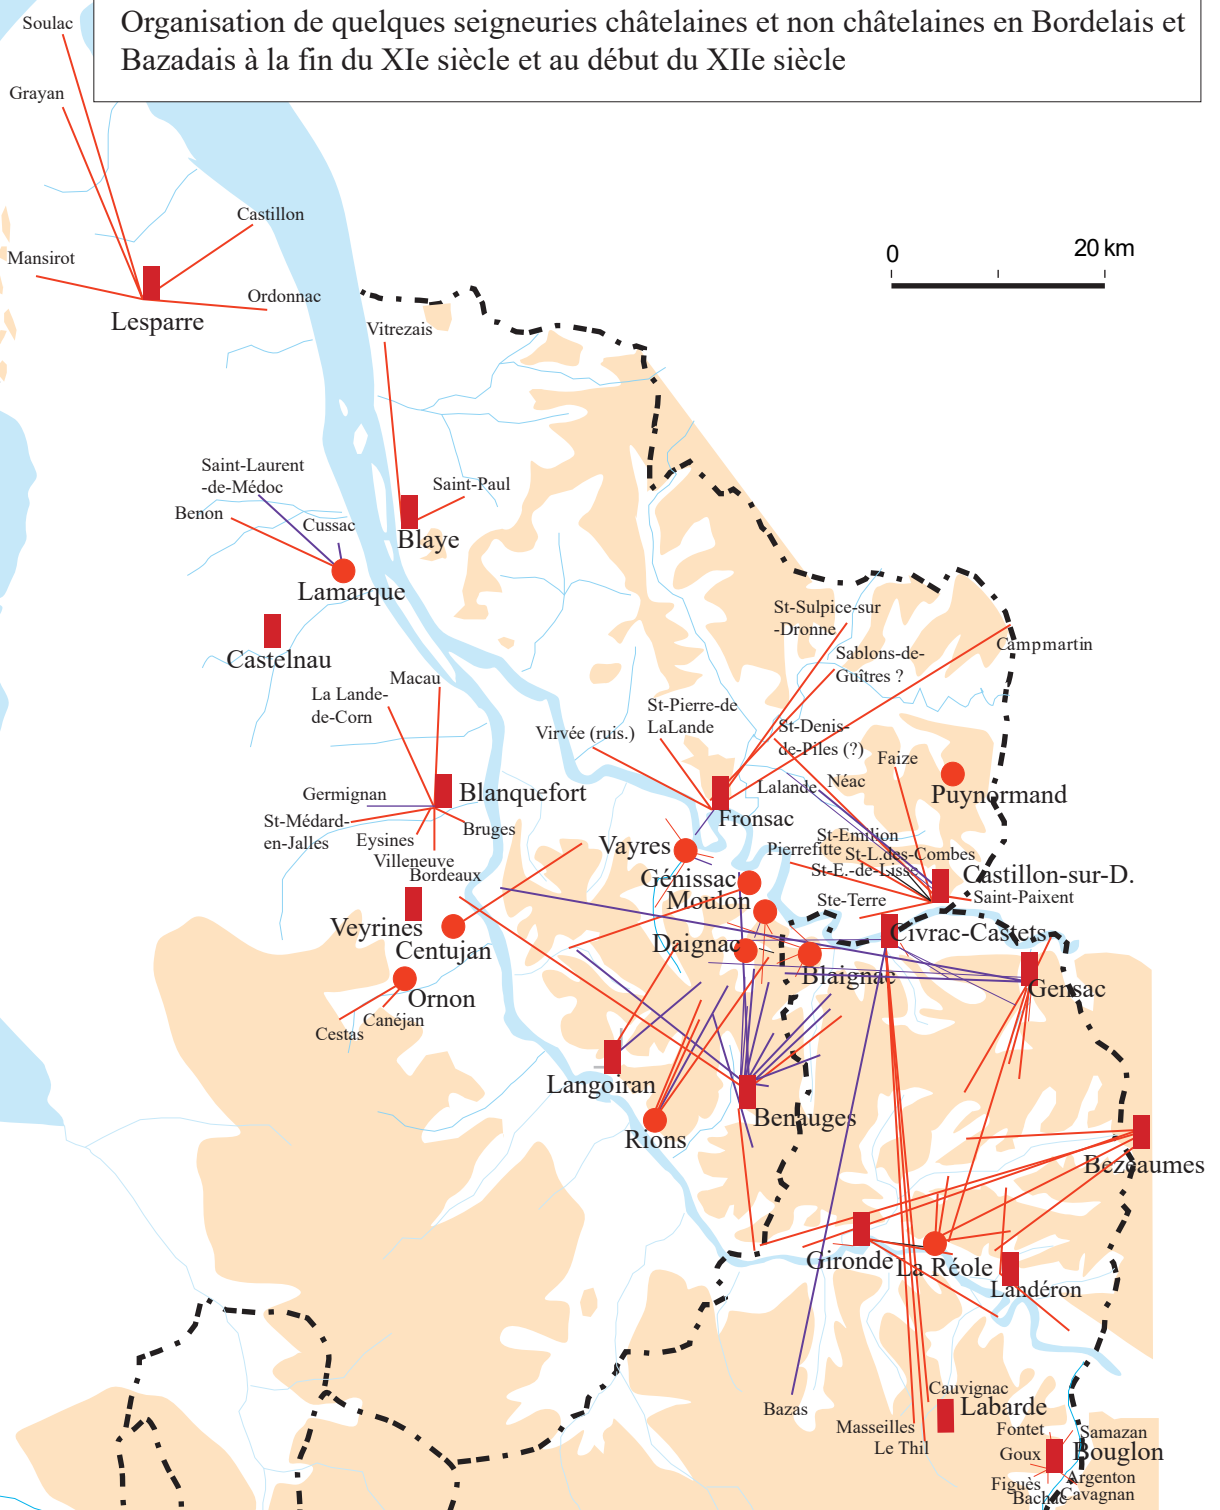 Organisation de quelques seigneuries châtelaines et non châtelaines en Bordelais et
Bazadais à la fin du XIe siècle et au début du XIIe siècle
Soulac
Grayan
Castillon
Mansirot
Ordonnac
Lesparre
0
20 km
Vitrezais
Saint-Laurent
-de-Médoc
Saint-Paul
Benon
Cussac
Blaye
Lamarque
Castelnau
St-Sulpice-sur
-Dronne
Sablons-de-
Guîtres ?
Campmartin
Macau
La Lande-
de-Corn
St-Pierre-de
LaLande
Virvée (ruis.)
St-Denis-
de-Piles (?)
Faize
Lalande
Néac
Puynormand
Germignan
Blanquefort
St-Médard-
en-Jalles
Eysines
Bruges
Villeneuve
Bordeaux
Fronsac
Vayres
St-Emilion
Pierrefitte
St-L.des-Combes
St-E.-de-Lisse
Castillon-sur-D.
Génissac
Moulon
Ste-Terre
Saint-Paixent
Veyrines
Centujan
Daignac
Civrac-Castets
Blaignac
Gensac
Ornon
Canéjan
Cestas
Langoiran
Benauges
Rions
Bezeaumes
Gironde
La Réole
Landéron
Bazas
Cauvignac
Labarde
Masseilles
Le Thil
Fontet
Samazan
Goux
Bouglon
Figuès
Argenton
Bachac
Cavagnan